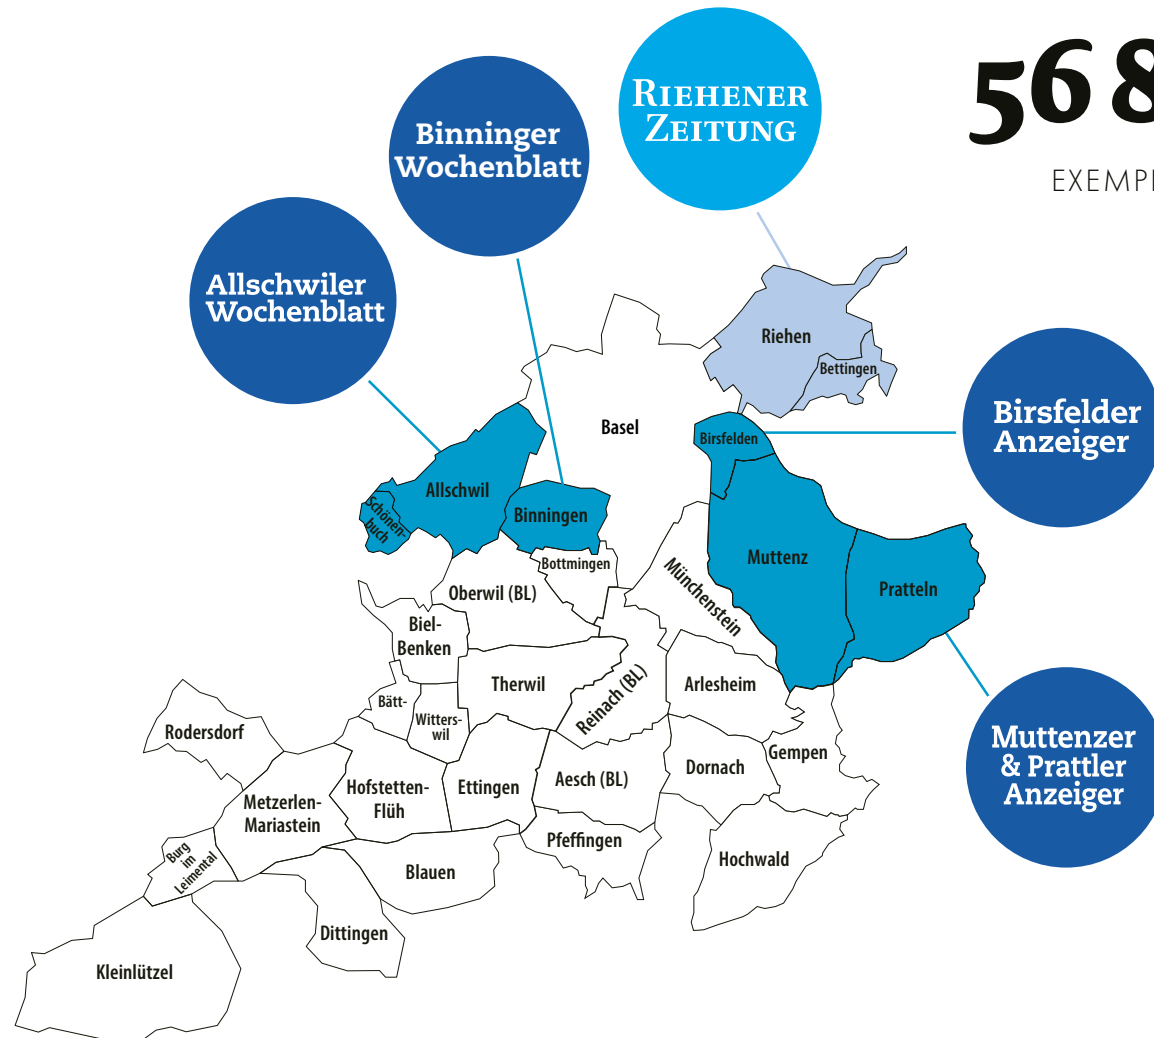 56 8
EXEMPL
RIEHENER
ZEITUNG
Binninger
Wochenblatt
Allschwiler
Wochenblatt
Riehen
Bettingen
Birsfelder
Anzeiger
Basel
Birsfelden
Allschwil
Schönen-
buch
Binningen
Muttenz
Pratteln
Bottmingen
Oberwil (BL)
Münchenstein
Biel-
Benken
Therwil
Reinach (BL)
Arlesheim
Bätt-
Witters-
wil
Rodersdorf
Muttenzer
& Prattler
Anzeiger
Gempen
Dornach
Aesch (BL)
Ettingen
Hofstetten-
Flüh
Metzerlen-
Mariastein
Pfeffingen
Hochwald
Burg
im
Leimental
Blauen
Dittingen
Kleinlützel